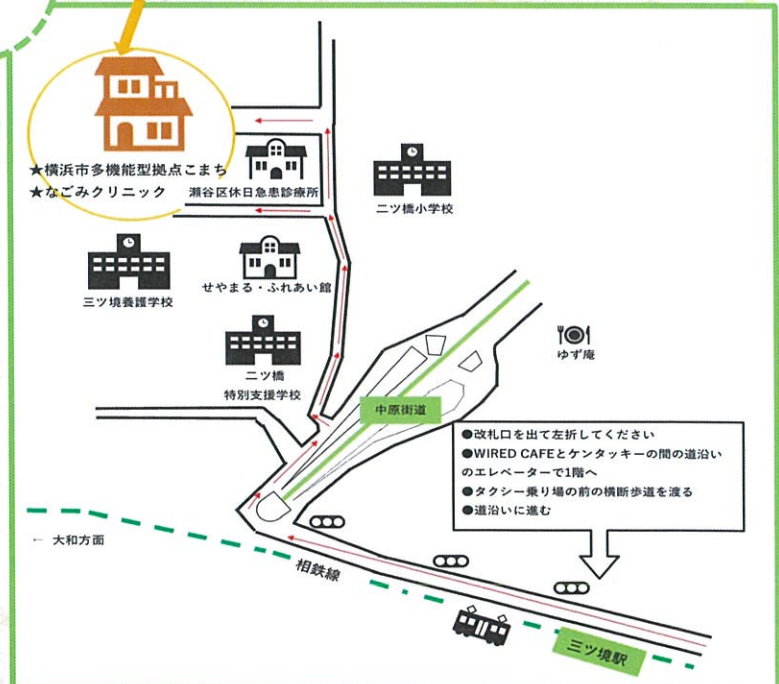 ★横浜市多機能型拠点こまち
★なごみクリニック
瀬谷区休日急患診療所
二ツ橋小学校
三ツ境養護学校
せやまる・ふれあい館
二ツ橋
特別支援学校
ゆず庵
中原街道
●改札口を出て左折してください
●WIRED CAFEとケンタッキーの間の道沿い
のエレベーターで1階へ
●タクシー乗り場の前の横断歩道を渡る
●道沿いに進む
← 大和方面
相鉄線
三ツ境駅